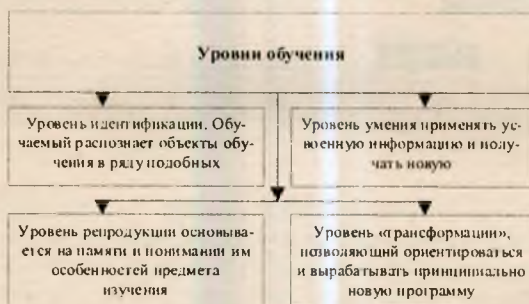 Уровни обучения
Уровень идентификации. Обу-
чаемый распознает объекты обу-
чения в ряду подобных
Уровень умения применять ус-
военную информацию и полу-
чать новую
Уровень репродукции основыва-
ется на памяти и понимании им
особенностей предмета
изучения
Уровень «трансформации»,
позволяющий ориентироваться
и вырабатывать принципиально
новую программу